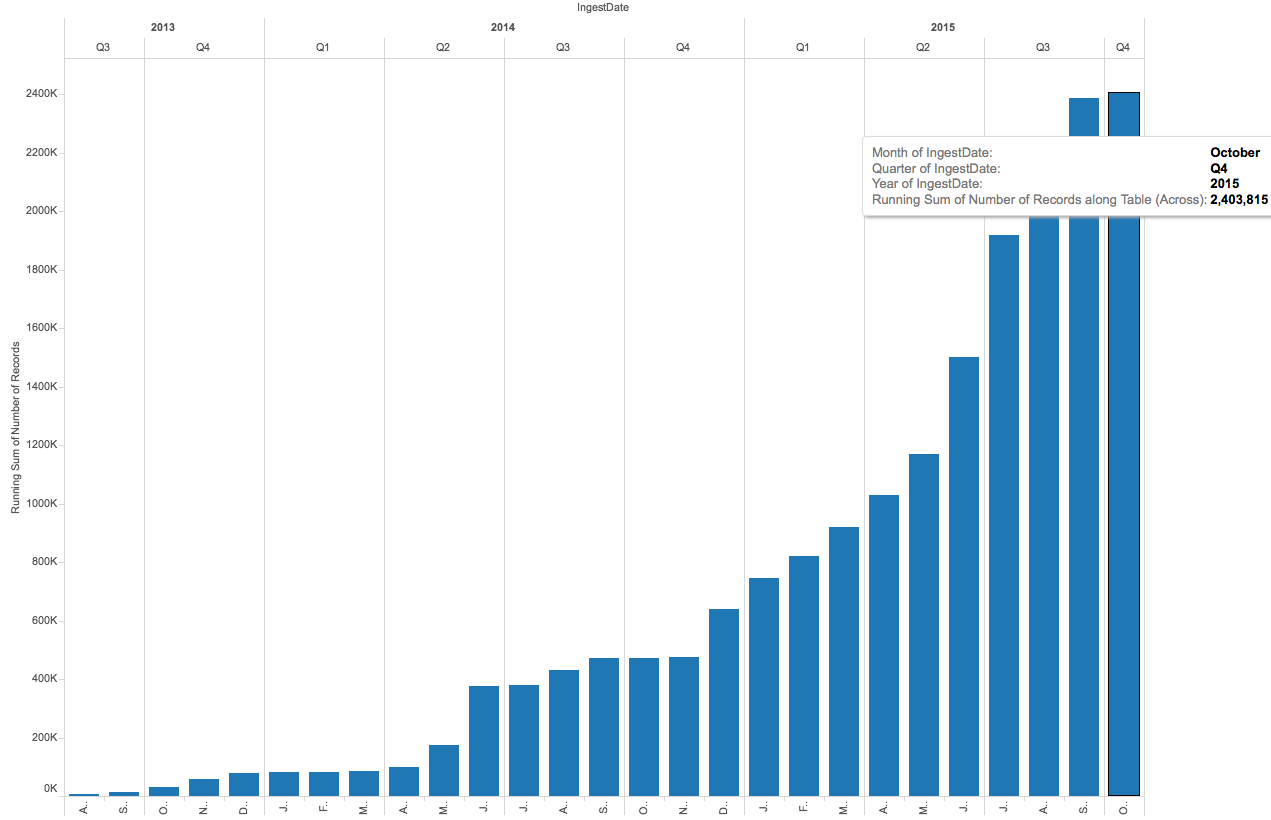 IngestDate
2013 2014 2015
Q3 Q4 Q1 Q2 Q3 Q4 Q1 Q2 Q3 Q4
2400K
2200K
2000K
1800K
1600K
1400K
1200K
1000K
800K
600K
400K
200K
0K
Running Sum of Number of Records
Month of IngestDate: October
Quarter of IngestDate: Q4
Year of IngestDate: 2015
Running Sum of Number of Records along Table (Across): 2,403,815
A.. S.. O.. N.. D.. J.. F.. M.. A.. M.. J.. J.. A.. S.. O.. N.. D.. J.. F.. M.. A.. M.. J.. J.. A.. S.. O..